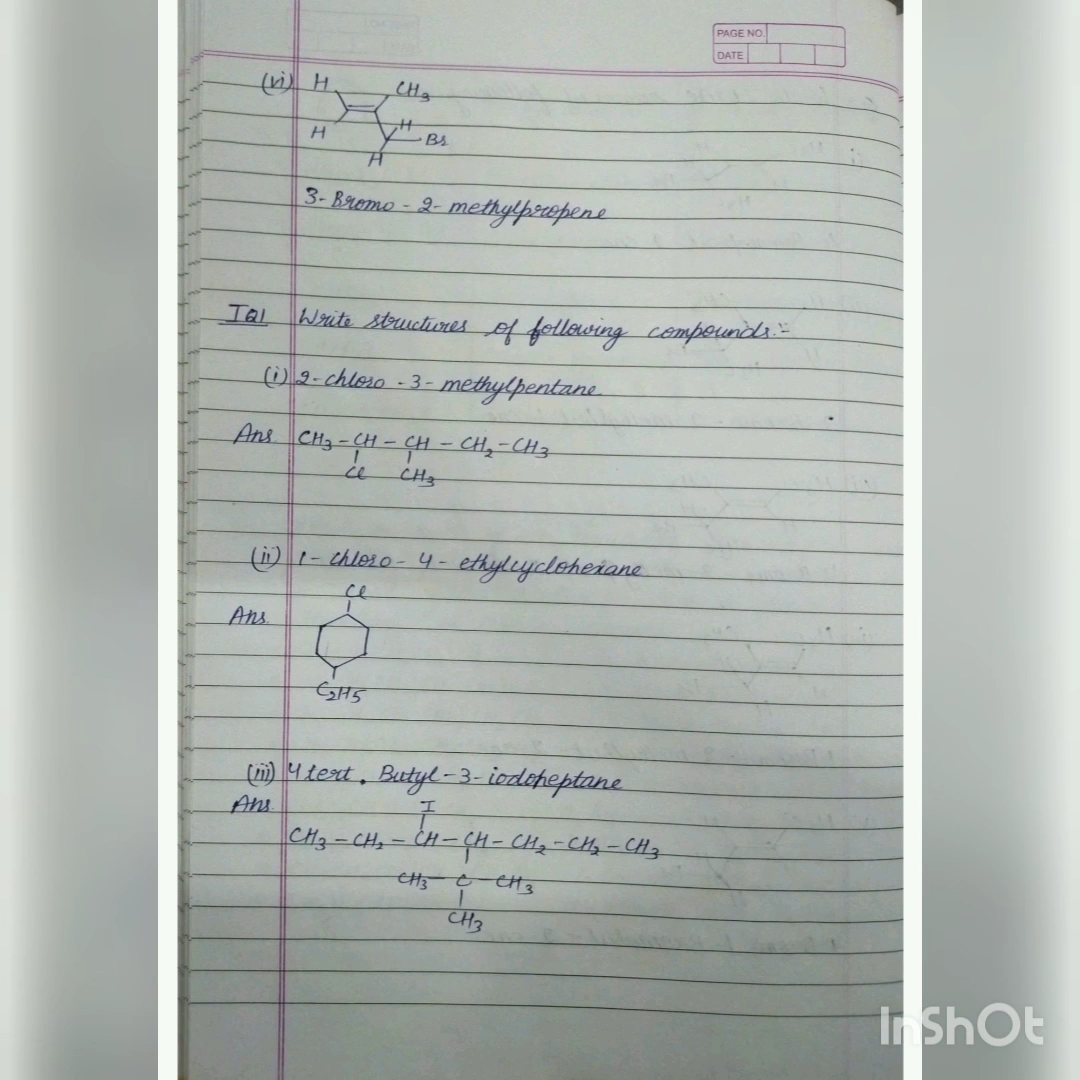 PAGE NO.
DATE
(vi) H CH3
H H Br
H
3-Bromo-2-methylpropene
IQ1 Write structures of following compounds:-
(i) 2-chloro-3-methylpentane
Ans CH3-CH-CH-CH2-CH3
Cl CH3
(ii) 1-chloro-4-ethylcyclohexane
Cl
Ans
C2H5
(iii) 4 tert. Butyl-3-iodoheptane
Ans I
CH3-CH2-CH-CH-CH2-CH2-CH3
CH3-C-CH3
CH3
InShOt